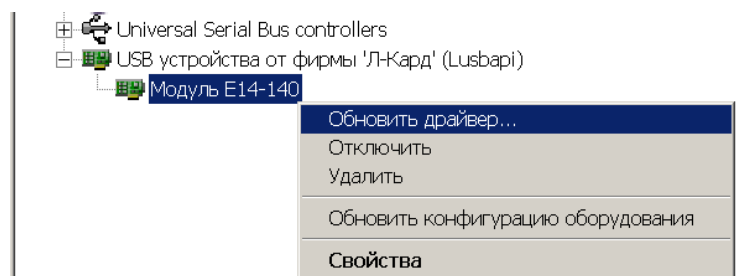 Universal Serial Bus controllers
USB устройства от фирмы 'Л-Кард' (Lusbapi)
Модуль E14-140
Обновить драйвер...
Отключить
Удалить
Обновить конфигурацию оборудования
Свойства